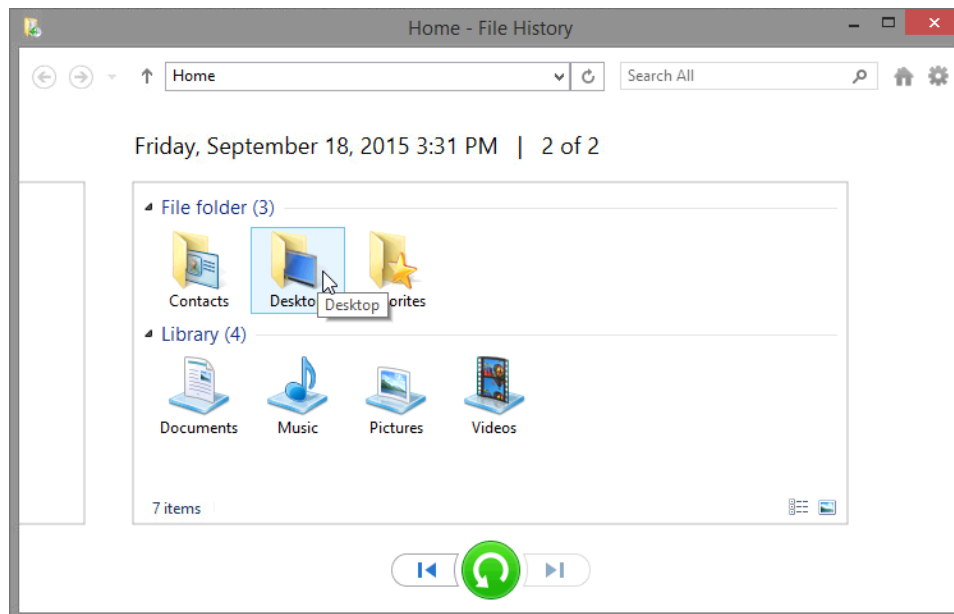 Home - File History
Home
Search All
Friday, September 18, 2015 3:31 PM | 2 of 2
File folder (3)
Contacts
Deskto
Desktop
orites
Library (4)
Documents Music Pictures Videos
7 items